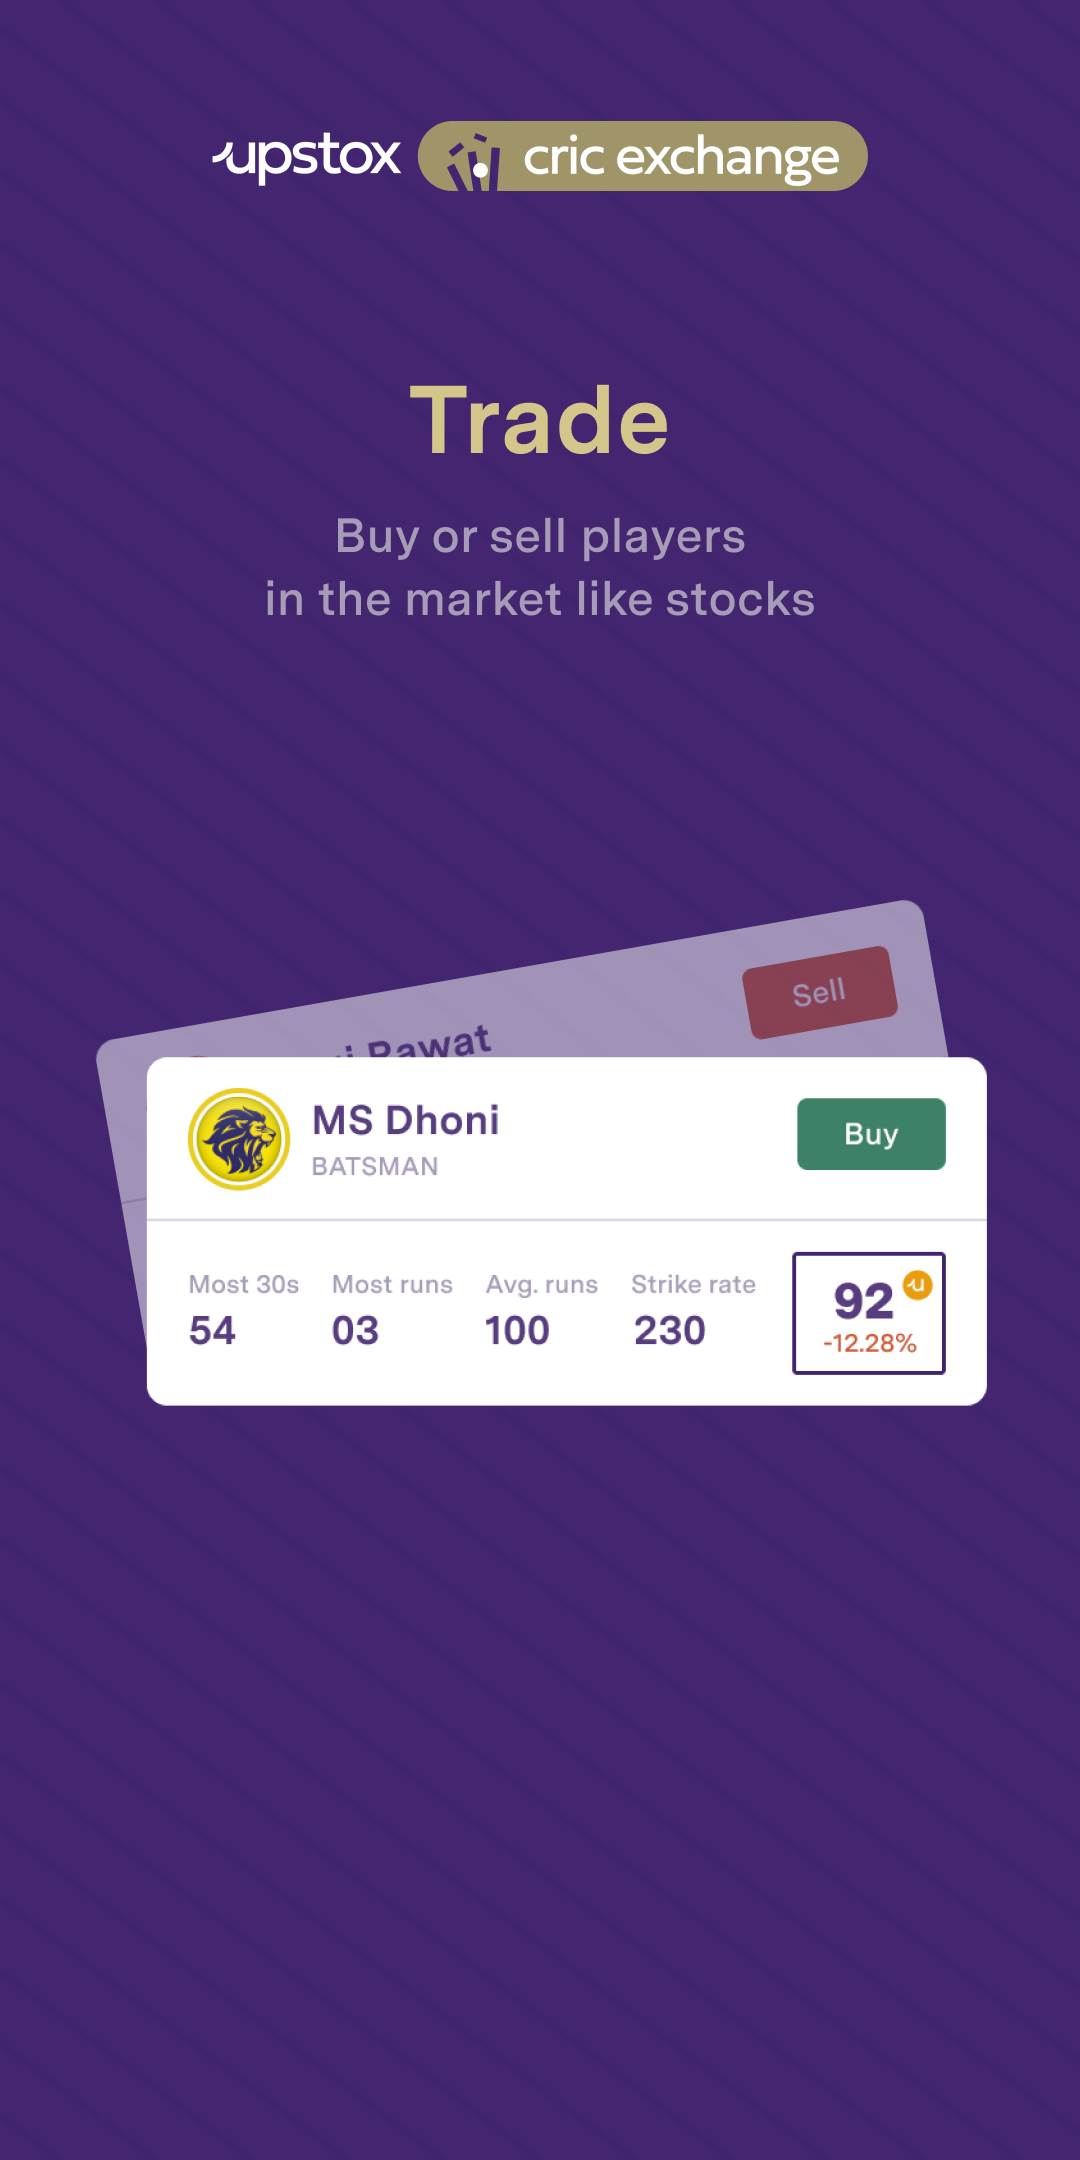 upstox cric exchange
Trade
Buy or sell players
in the market like stocks
Sell
Rawat
MS Dhoni
BATSMAN
Buy
Most 30s Most runs Avg. runs Strike rate
54 03 100 230
92
-12.28%